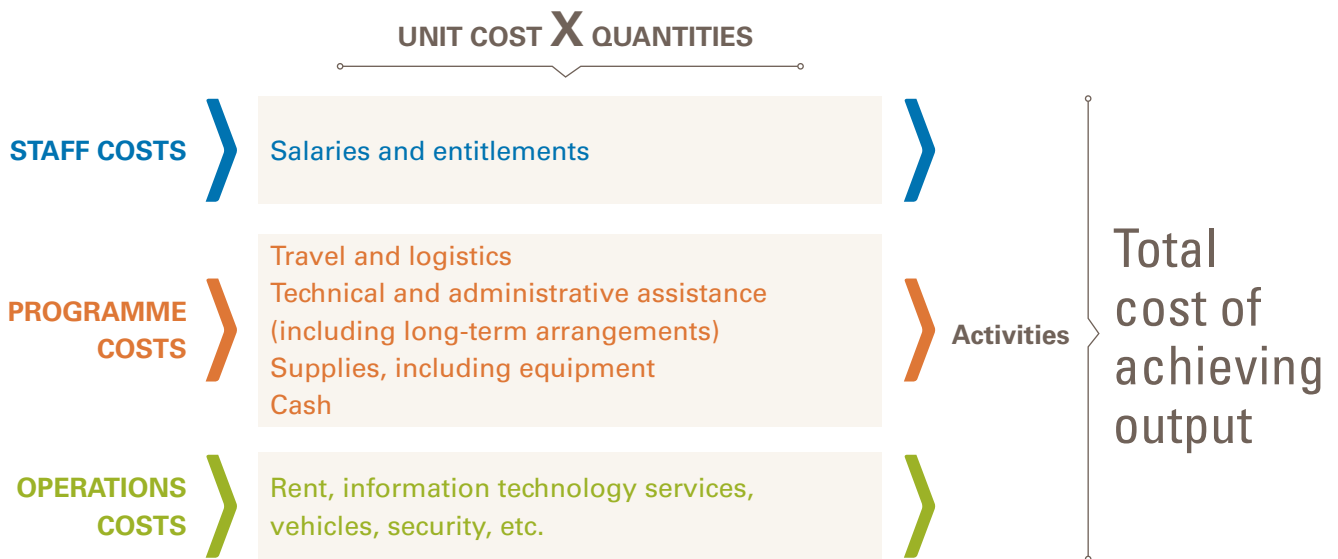 UNIT COST X QUANTITIES
STAFF COSTS
Salaries and entitlements
PROGRAMME
COSTS
Travel and logistics
Technical and administrative assistance
(including long-term arrangements)
Supplies, including equipment
Cash
Activities
OPERATIONS
COSTS
Rent, information technology services,
vehicles, security, etc.
Total
cost of
achieving
output